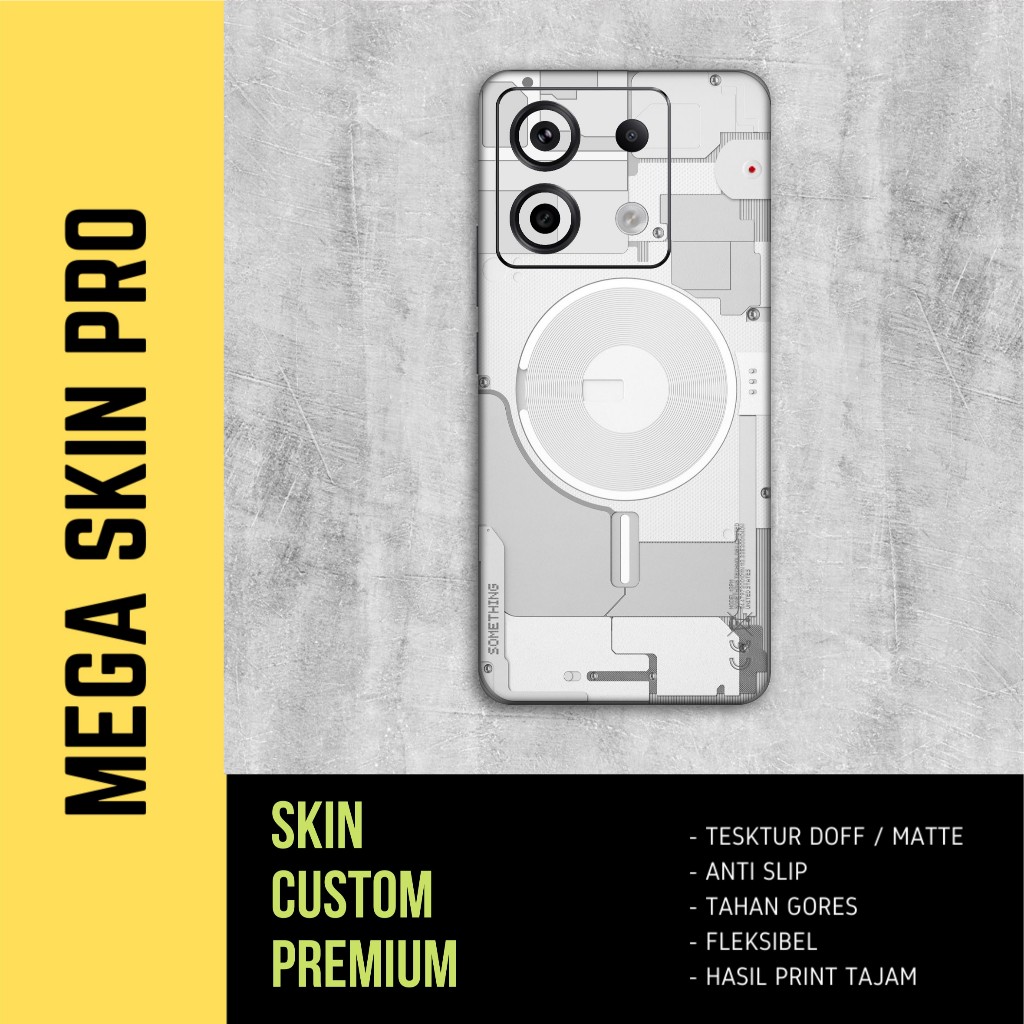 MEGA SKIN PRO
SOMETHING
SKIN
CUSTOM
PREMIUM
- TESKTUR DOFF / MATTE
- ANTI SLIP
- TAHAN GORES
- FLEKSIBEL
- HASIL PRINT TAJAM